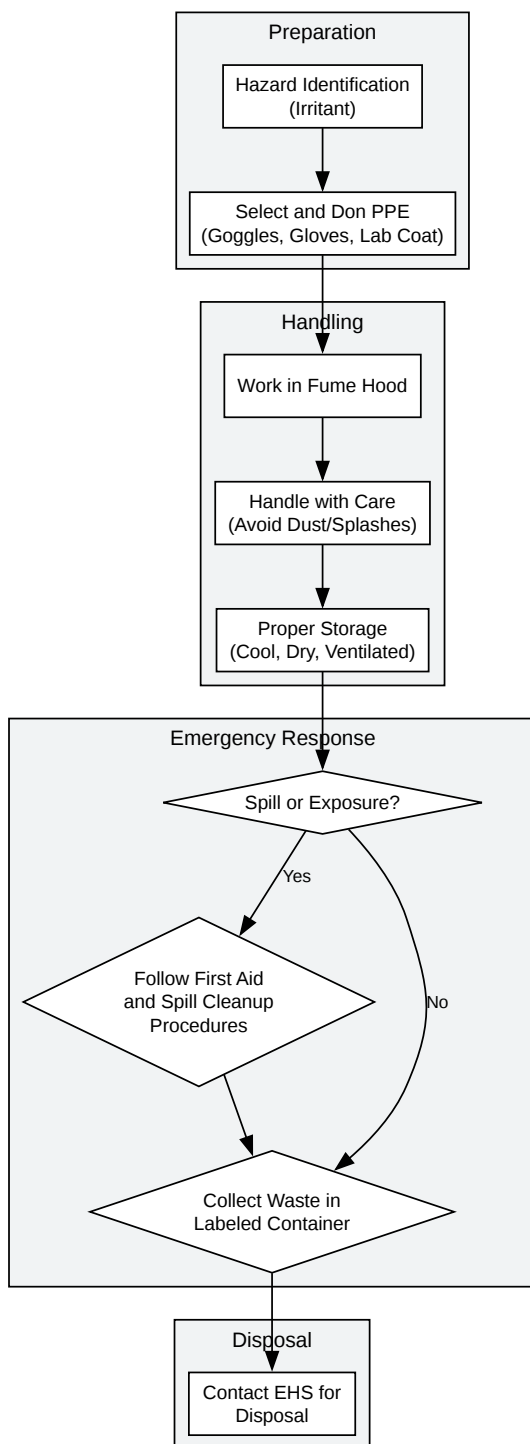 Preparation
Hazard Identification
(Irritant)
Select and Don PPE
(Goggles, Gloves, Lab Coat)
Handling
Work in Fume Hood
Handle with Care
(Avoid Dust/Splashes)
Proper Storage
(Cool, Dry, Ventilated)
Emergency Response
Spill or Exposure?
Yes
Follow First Aid
and Spill Cleanup
Procedures
No
Collect Waste in
Labeled Container
Disposal
Contact EHS for
Disposal